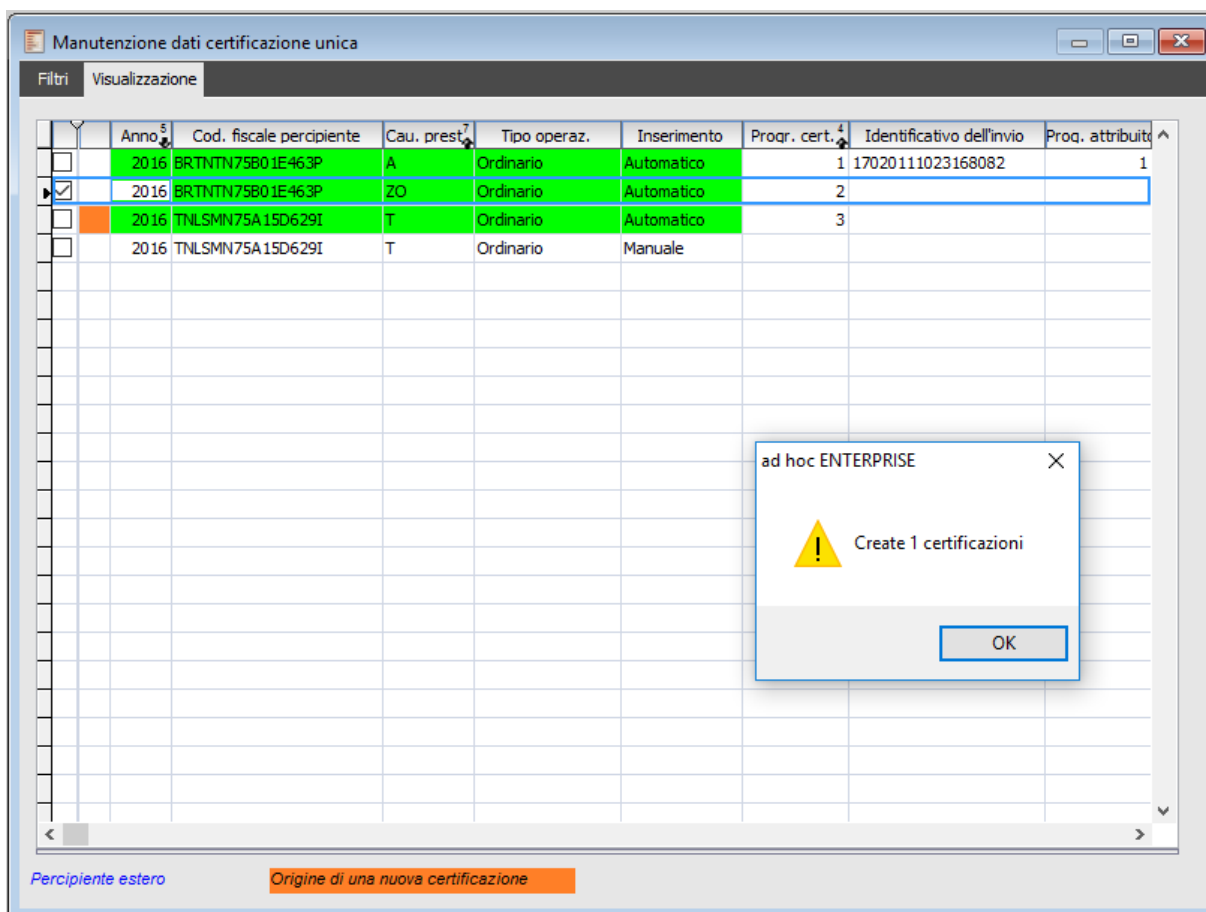 Manutenzione dati certificazione unica
Filtri Visualizzazione
Anno 5 Cod. fiscale percipiente Cau. prest 7 Tipo operaz. Inserimento Progr. cert. 4 Identificativo dell'invio Prog. attribuito
2016 BRTNTN75B01E463P A Ordinario Automatico 1 17020111023168082 1
2016 BRTNTN75B01E463P ZO Ordinario Automatico 2
2016 TNLSMN75A15D629I T Ordinario Automatico 3
2016 TNLSMN75A15D629I T Ordinario Manuale
ad hoc ENTERPRISE
Create 1 certificazioni
OK
Percipiente estero Origine di una nuova certificazione